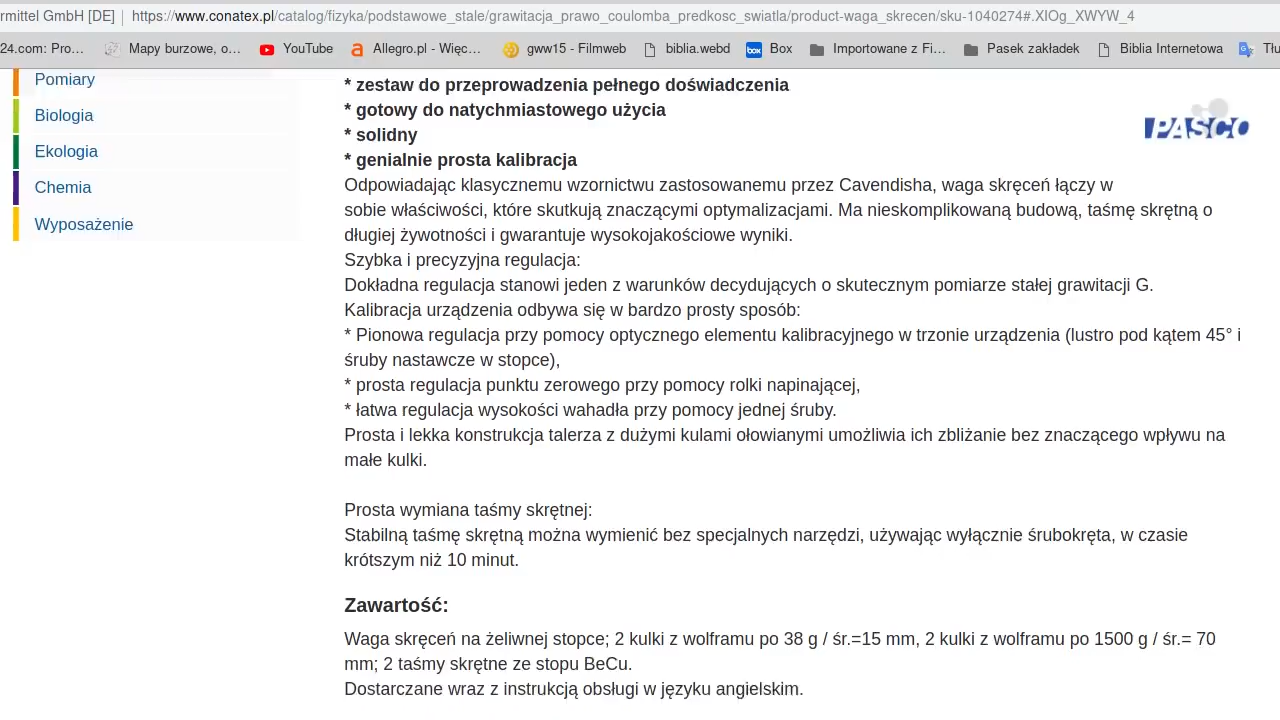 rmittel GmbH [DE] | https://www.conatex.pl/catalog/fizyka/podstawowe_stale/grawitacja_prawo_coulomba_predkosc_swiatla/product-waga_skrecen/sku-1040274#.XIOg_XWYW_4
24.com: Pro… Mapy burzowe, o… YouTube Allegro.pl - Więc… gww15 - Filmweb biblia.webd Box Importowane z Fi… Pasek zakładek Biblia Internetowa Tłu
Pomiary
Biologia
Ekologia
Chemia
Wyposażenie
* zestaw do przeprowadzenia pełnego doświadczenia
* gotowy do natychmiastowego użycia
* solidny
* genialnie prosta kalibracja
PASCO
Odpowiadając klasycznemu wzornictwu zastosowanemu przez Cavendisha, waga skręceń łączy w
sobie właściwości, które skutkują znaczącymi optymalizacjami. Ma nieskomplikowaną budową, taśmę skrętną o
długiej żywotności i gwarantuje wysokojakościowe wyniki.
Szybka i precyzyjna regulacja:
Dokładna regulacja stanowi jeden z warunków decydujących o skutecznym pomiarze stałej grawitacji G.
Kalibracja urządzenia odbywa się w bardzo prosty sposób:
* Pionowa regulacja przy pomocy optycznego elementu kalibracyjnego w trzonie urządzenia (lustro pod kątem 45° i
śruby nastawcze w stopce),
* prosta regulacja punktu zerowego przy pomocy rolki napinającej,
* łatwa regulacja wysokości wahadła przy pomocy jednej śruby.
Prosta i lekka konstrukcja talerza z dużymi kulami ołowianymi umożliwia ich zbliżanie bez znaczącego wpływu na
małe kulki.
Prosta wymiana taśmy skrętnej:
Stabilną taśmę skrętną można wymienić bez specjalnych narzędzi, używając wyłącznie śrubokręta, w czasie
krótszym niż 10 minut.
Zawartość:
Waga skręceń na żeliwnej stopce; 2 kulki z wolframu po 38 g / śr.=15 mm, 2 kulki z wolframu po 1500 g / śr.= 70
mm; 2 taśmy skrętne ze stopu BeCu.
Dostarczane wraz z instrukcją obsługi w języku angielskim.